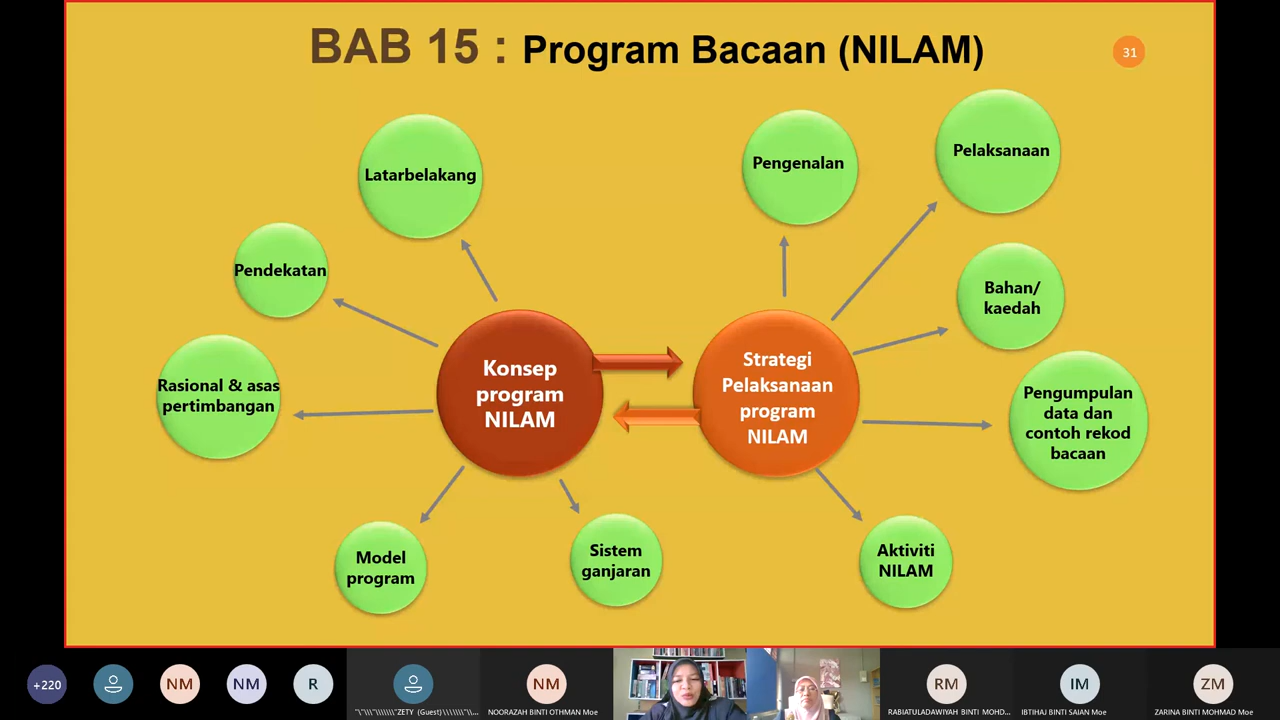 BAB 15 : Program Bacaan (NILAM)
31
Latarbelakang
Pengenalan
Pelaksanaan
Pendekatan
Bahan/
kaedah
Rasional & asas
pertimbangan
Konsep
program
NILAM
Strategi
Pelaksanaan
program
NILAM
Pengumpulan
data dan
contoh rekod
bacaan
Model
program
Sistem
ganjaran
Aktiviti
NILAM
+220
NM
NM
R
NM
RM
IM
ZM
ZETY (Guest)
NOORAZAH BINTI OTHMAN Moe
RABIATULADAWIYAH BINTI MOHD...
IBTIHAJ BINTI SAIAN Moe
ZARINA BINTI MOHMAD Moe